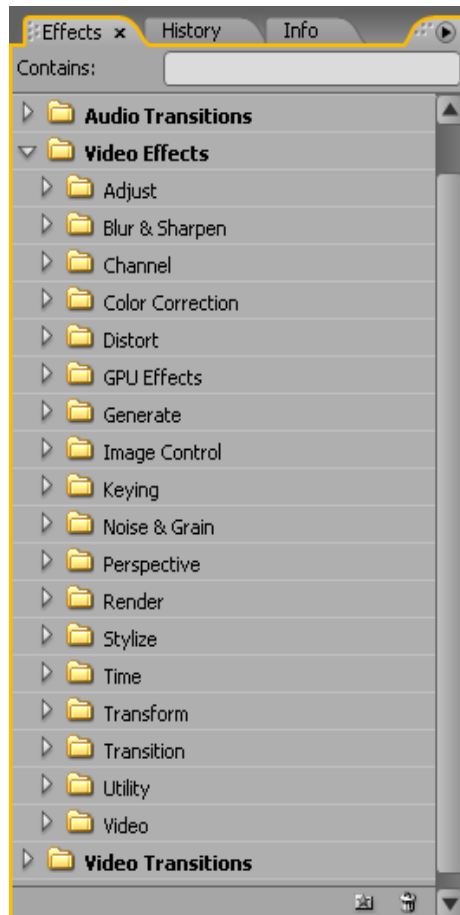 Effects x History Info
Contains:
Audio Transitions
Video Effects
Adjust
Blur & Sharpen
Channel
Color Correction
Distort
GPU Effects
Generate
Image Control
Keying
Noise & Grain
Perspective
Render
Stylize
Time
Transform
Transition
Utility
Video
Video Transitions